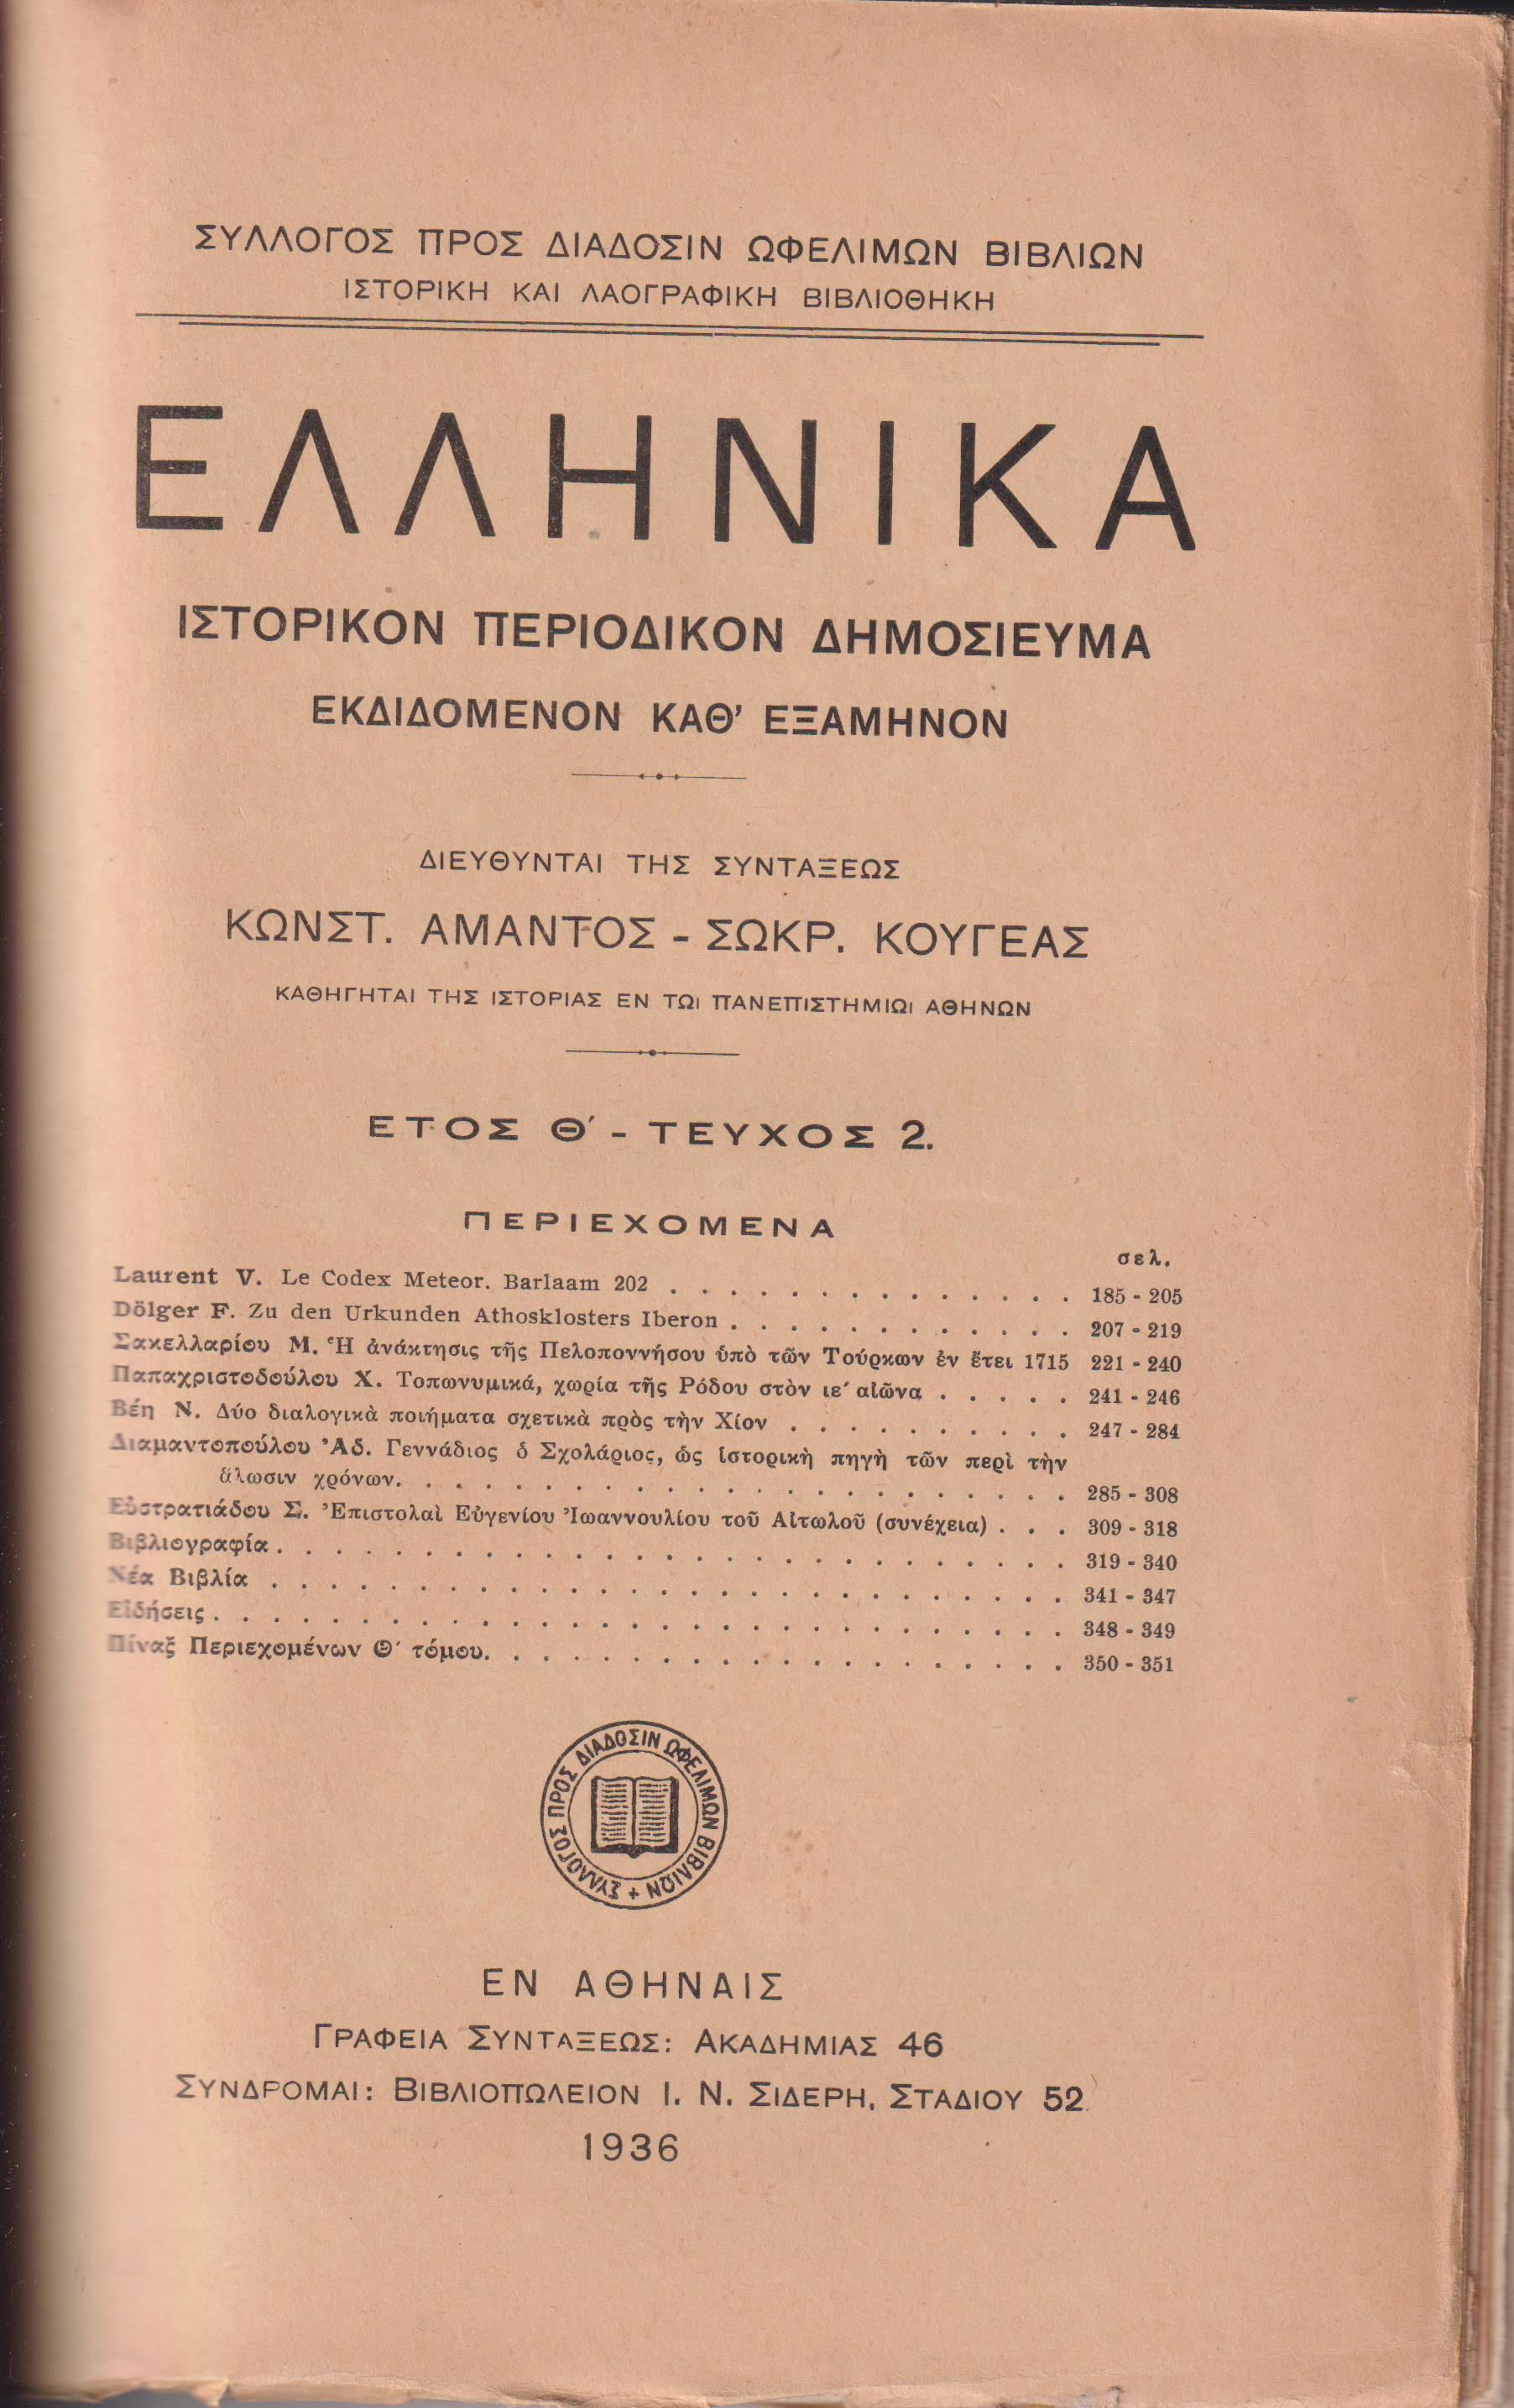 ΣΥΛΛΟΓΟΣ ΠΡΟΣ ΔΙΑΔΟΣΙΝ ΩΦΕΛΙΜΩΝ ΒΙΒΛΙΩΝ
ΙΣΤΟΡΙΚΗ ΚΑΙ ΛΑΟΓΡΑΦΙΚΗ ΒΙΒΛΙΟΘΗΚΗ
ΕΛΛΗΝΙΚΑ
ΙΣΤΟΡΙΚΟΝ ΠΕΡΙΟΔΙΚΟΝ ΔΗΜΟΣΙΕΥΜΑ
ΕΚΔΙΔΟΜΕΝΟΝ ΚΑΘ’ ΕΞΑΜΗΝΟΝ
ΔΙΕΥΘΥΝΤΑΙ ΤΗΣ ΣΥΝΤΑΞΕΩΣ
ΚΩΝΣΤ. ΑΜΑΝΤΟΣ - ΣΩΚΡ. ΚΟΥΓΕΑΣ
ΚΑΘΗΓΗΤΑΙ ΤΗΣ ΙΣΤΟΡΙΑΣ ΕΝ ΤΩι ΠΑΝΕΠΙΣΤΗΜΙΩι ΑΘΗΝΩΝ
ΕΤΟΣ Θ΄ - ΤΕΥΧΟΣ 2.
ΠΕΡΙΕΧΟΜΕΝΑ
σελ.
Laurent V. Le Codex Meteor. Barlaam 202 . . . . . . . . . . . . . . 185 - 205
Dölger F. Zu den Urkunden Athosklosters Iberon . . . . . . . . . . . . 207 - 219
Σακελλαρίου Μ. Ἡ ἀνάκτησις τῆς Πελοποννήσου ὑπὸ τῶν Τούρκων ἐν ἔτει 1715 221 - 240
Παπαχριστοδούλου Χ. Τοπωνυμικά, χωρία τῆς Ρόδου στὸν ιε΄ αἰῶνα . . . . . 241 - 246
Βέη Ν. Δύο διαλογικὰ ποιήματα σχετικὰ πρὸς τὴν Χίον . . . . . . . . . . 247 - 284
Διαμαντοπούλου Ἀδ. Γεννάδιος ὁ Σχολάριος, ὡς ἱστορικὴ πηγὴ τῶν περὶ τὴν
ἅλωσιν χρόνων. . . . . . . . . . . . . . . . . . . . . . . . 285 - 308
Εὐστρατιάδου Σ. Ἐπιστολαὶ Εὐγενίου Ἰωαννουλίου τοῦ Αἰτωλοῦ (συνέχεια) . . . 309 - 318
Βιβλιογραφία . . . . . . . . . . . . . . . . . . . . . . . . . . . 319 - 340
Νέα Βιβλία . . . . . . . . . . . . . . . . . . . . . . . . . . . 341 - 347
Εἰδήσεις . . . . . . . . . . . . . . . . . . . . . . . . . . . . . 348 - 349
Πίναξ Περιεχομένων Θ΄ τόμου. . . . . . . . . . . . . . . . . . . . 350 - 351
ΣΥΛΛΟΓΟΣ ΠΡΟΣ ΔΙΑΔΟΣΙΝ ΩΦΕΛΙΜΩΝ ΒΙΒΛΙΩΝ +
ΕΝ ΑΘΗΝΑΙΣ
ΓΡΑΦΕΙΑ ΣΥΝΤΑΞΕΩΣ: ΑΚΑΔΗΜΙΑΣ 46
ΣΥΝΔΡΟΜΑΙ: ΒΙΒΛΙΟΠΩΛΕΙΟΝ Ι. Ν. ΣΙΔΕΡΗ, ΣΤΑΔΙΟΥ 52
1936